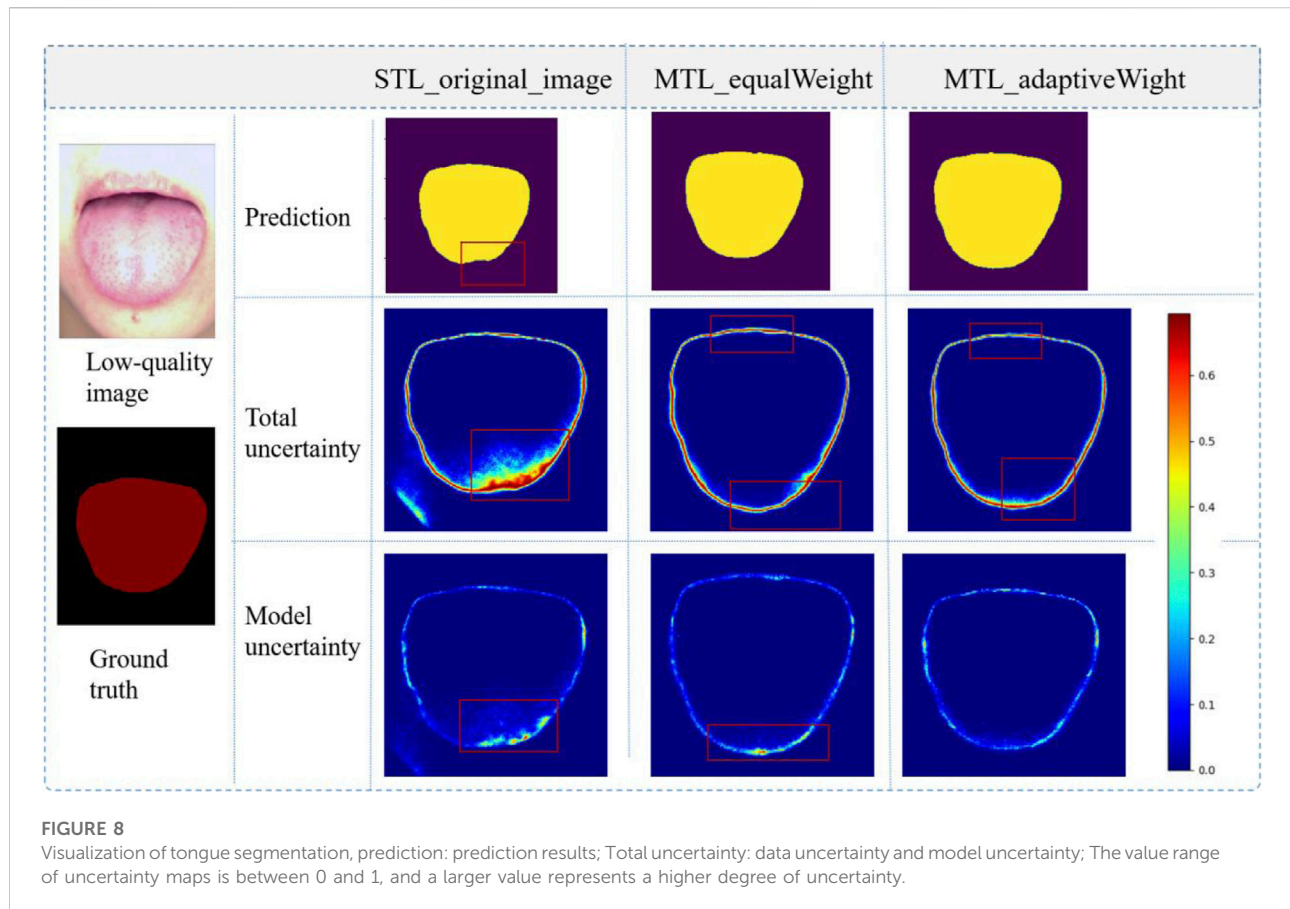 STL_original_image MTL_equalWeight MTL_adaptiveWight
Low-quality
image
Ground
truth
Prediction
Total
uncertainty
Model
uncertainty
0.6
0.5
0.4
0.3
0.2
0.1
0.0
FIGURE 8
Visualization of tongue segmentation, prediction: prediction results; Total uncertainty: data uncertainty and model uncertainty; The value range
of uncertainty maps is between 0 and 1, and a larger value represents a higher degree of uncertainty.